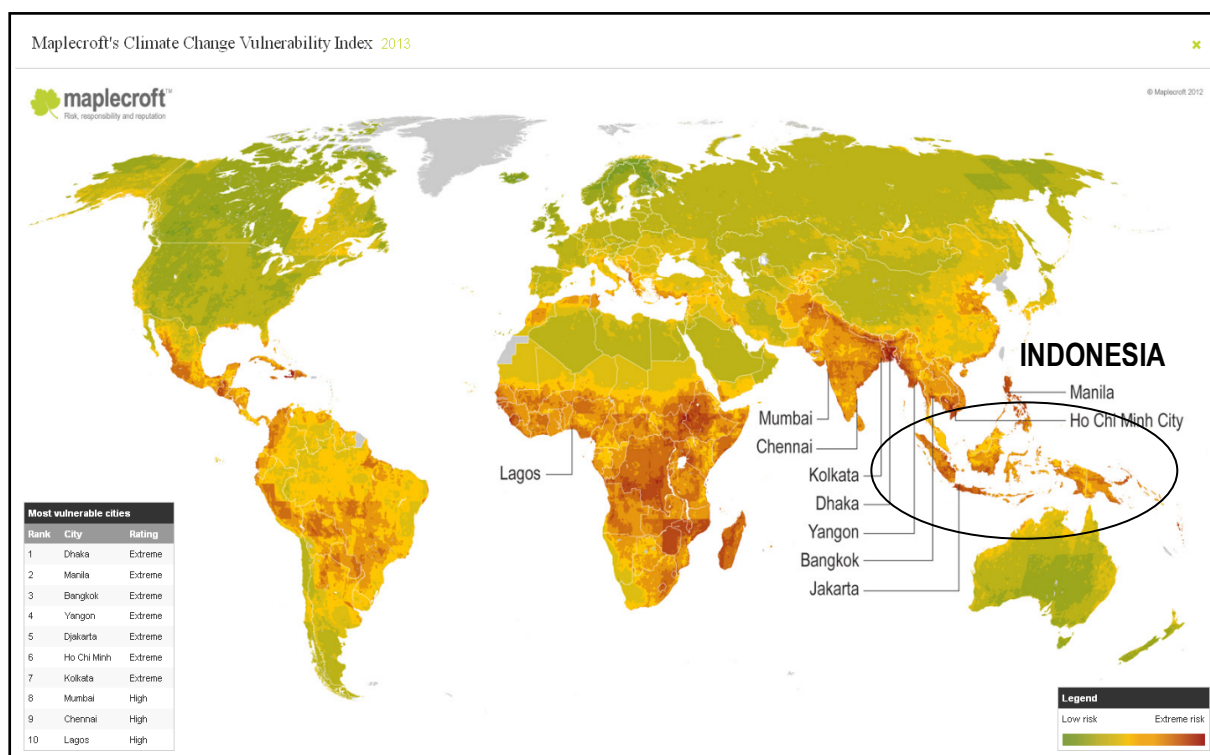 Maplecroft's Climate Change Vulnerability Index 2013
maplecroft™
Risk, responsibility and reputation
© Maplecroft 2012
INDONESIA
Manila
Ho Chi Minh City
Mumbai
Chennai
Lagos
Kolkata
Dhaka
Yangon
Bangkok
Jakarta
Most vulnerable cities
Rank City Rating
1 Dhaka Extreme
2 Manila Extreme
3 Bangkok Extreme
4 Yangon Extreme
5 Djakarta Extreme
6 Ho Chi Minh Extreme
7 Kolkata Extreme
8 Mumbai High
9 Chennai High
10 Lagos High
Legend
Low risk Extreme risk